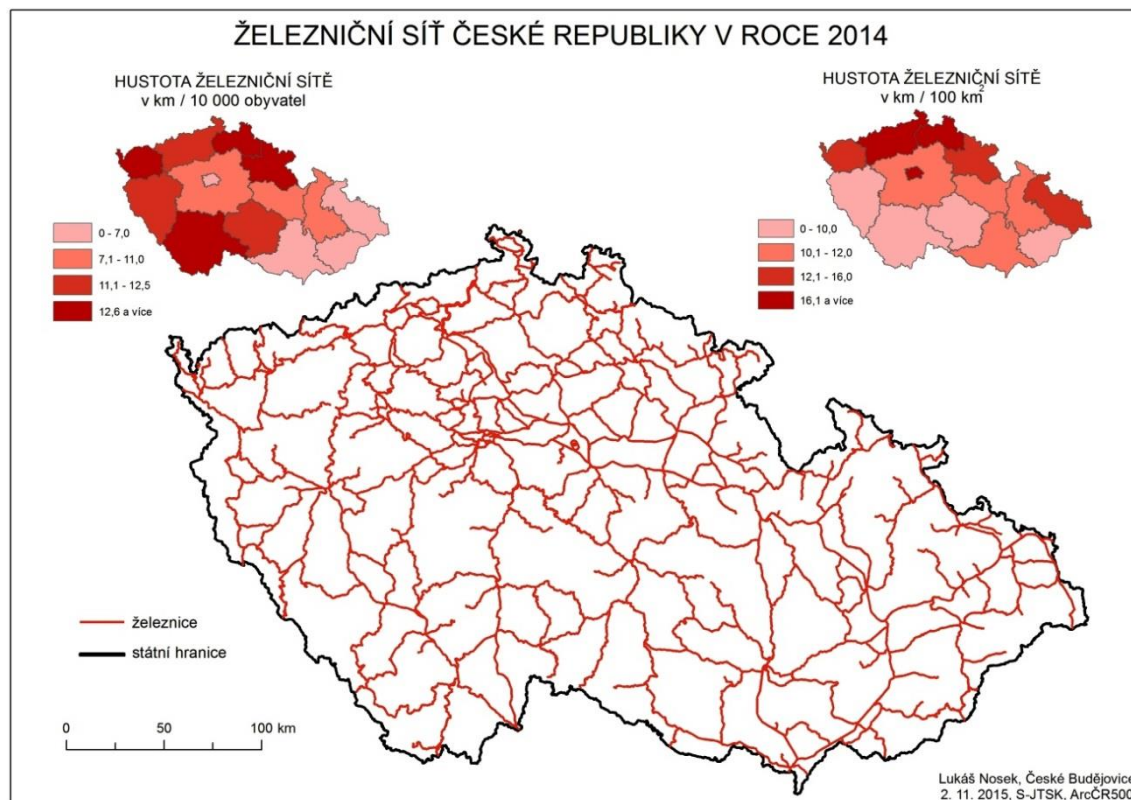 ŽELEZNIČNÍ SÍŤ ČESKÉ REPUBLIKY V ROCE 2014
HUSTOTA ŽELEZNIČNÍ SÍTĚ
v km / 10 000 obyvatel
0 - 7,0
7,1 - 11,0
11,1 - 12,5
12,6 a více
HUSTOTA ŽELEZNIČNÍ SÍTĚ
v km / 100 km²
0 - 10,0
10,1 - 12,0
12,1 - 16,0
16,1 a více
železnice
státní hranice
0 50 100 km
Lukáš Nosek, České Budějovice
2. 11. 2015, S-JTSK, ArcČR500